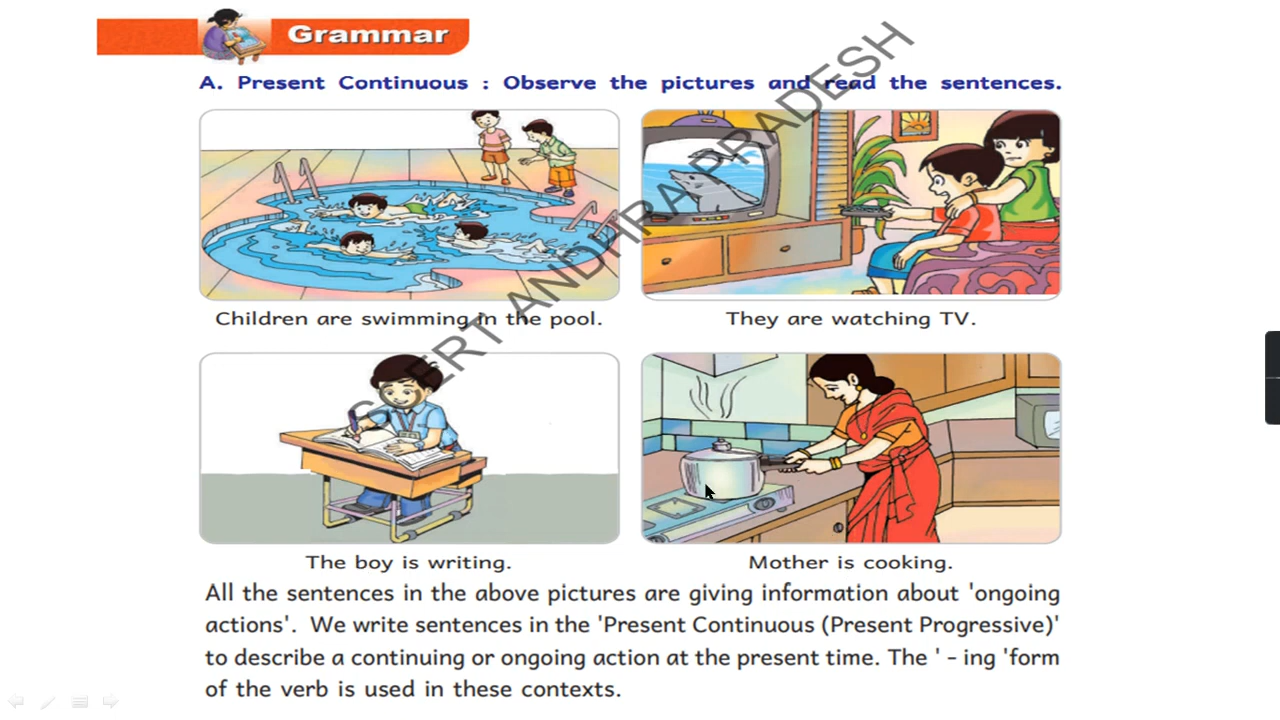 Grammar
A. Present Continuous : Observe the pictures and read the sentences.
Children are swimming in the pool.
They are watching TV.
The boy is writing.
Mother is cooking.
All the sentences in the above pictures are giving information about 'ongoing
actions'. We write sentences in the 'Present Continuous (Present Progressive)'
to describe a continuing or ongoing action at the present time. The ' - ing 'form
of the verb is used in these contexts.
SCERT ANDHRA PRADESH